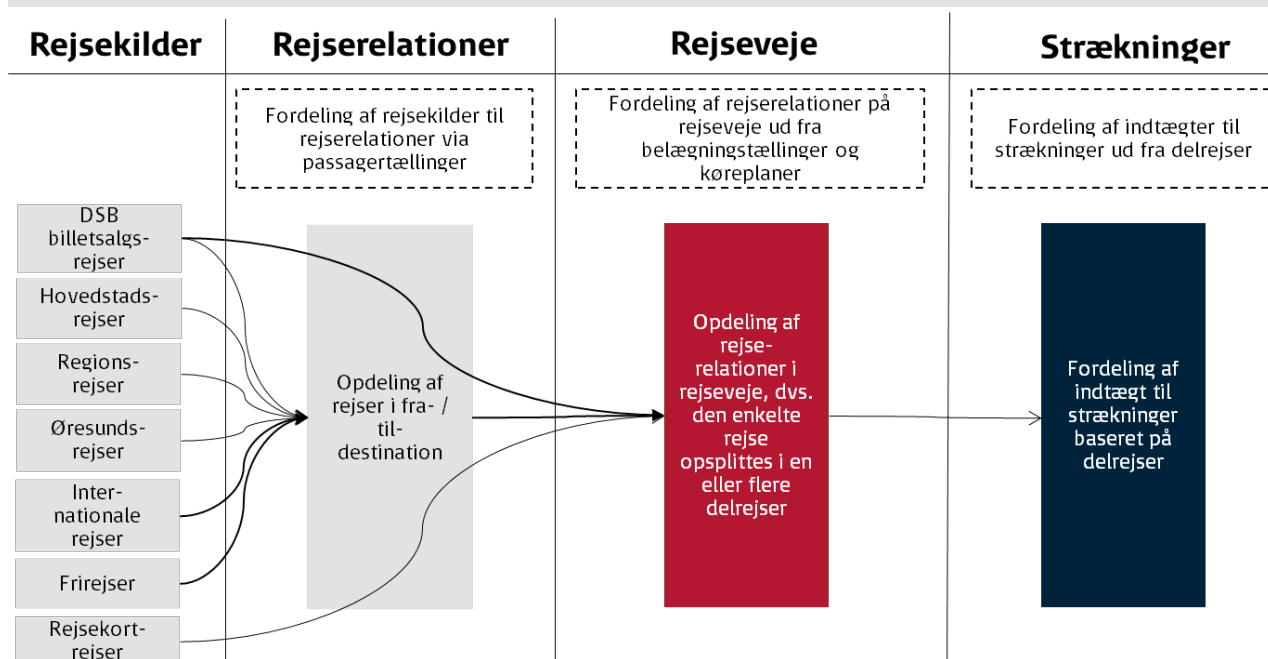 Rejsekilder
Rejserelationer
Rejseveje
Strækninger
Fordeling af rejsekilder til
rejserelationer via
passagertællinger
Fordeling af rejserelationer på
rejseveje ud fra
belægningstællinger og
køreplaner
Fordeling af indtægter til
strækninger ud fra delrejser
DSB
billetsalgs-
rejser
Hovedstads-
rejser
Regions-
rejser
Øresunds-
rejser
Inter-
nationale
rejser
Frirejser
Rejsekort-
rejser
Opdeling af
rejser i fra- /
til-
destination
Opdeling af
rejse-
relationer i
rejseveje, dvs.
den enkelte
rejse
opsplittes i en
eller flere
delrejser
Fordeling af
indtægt til
strækninger
baseret på
delrejser